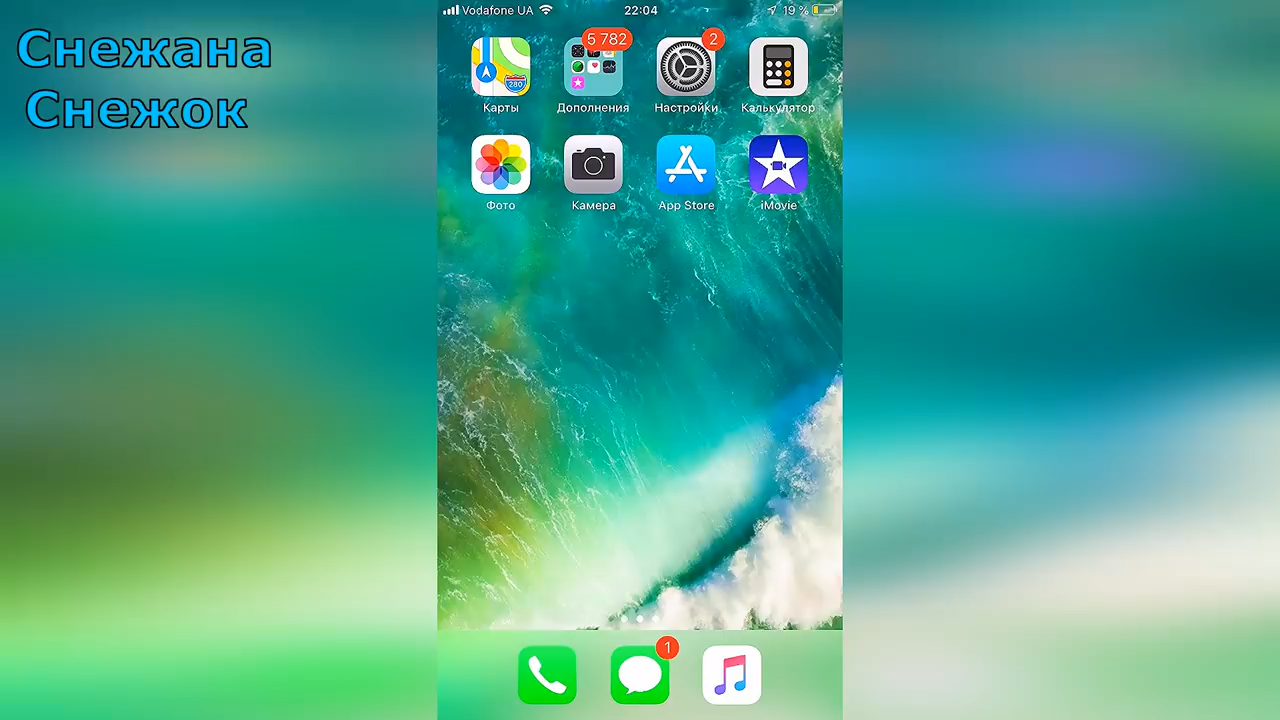 Снежана
Снежок
Vodafone UA 22:04 19 %
5 782 2
280
Карты Дополнения Настройки Калькулятор
Фото Камера App Store iMovie
1